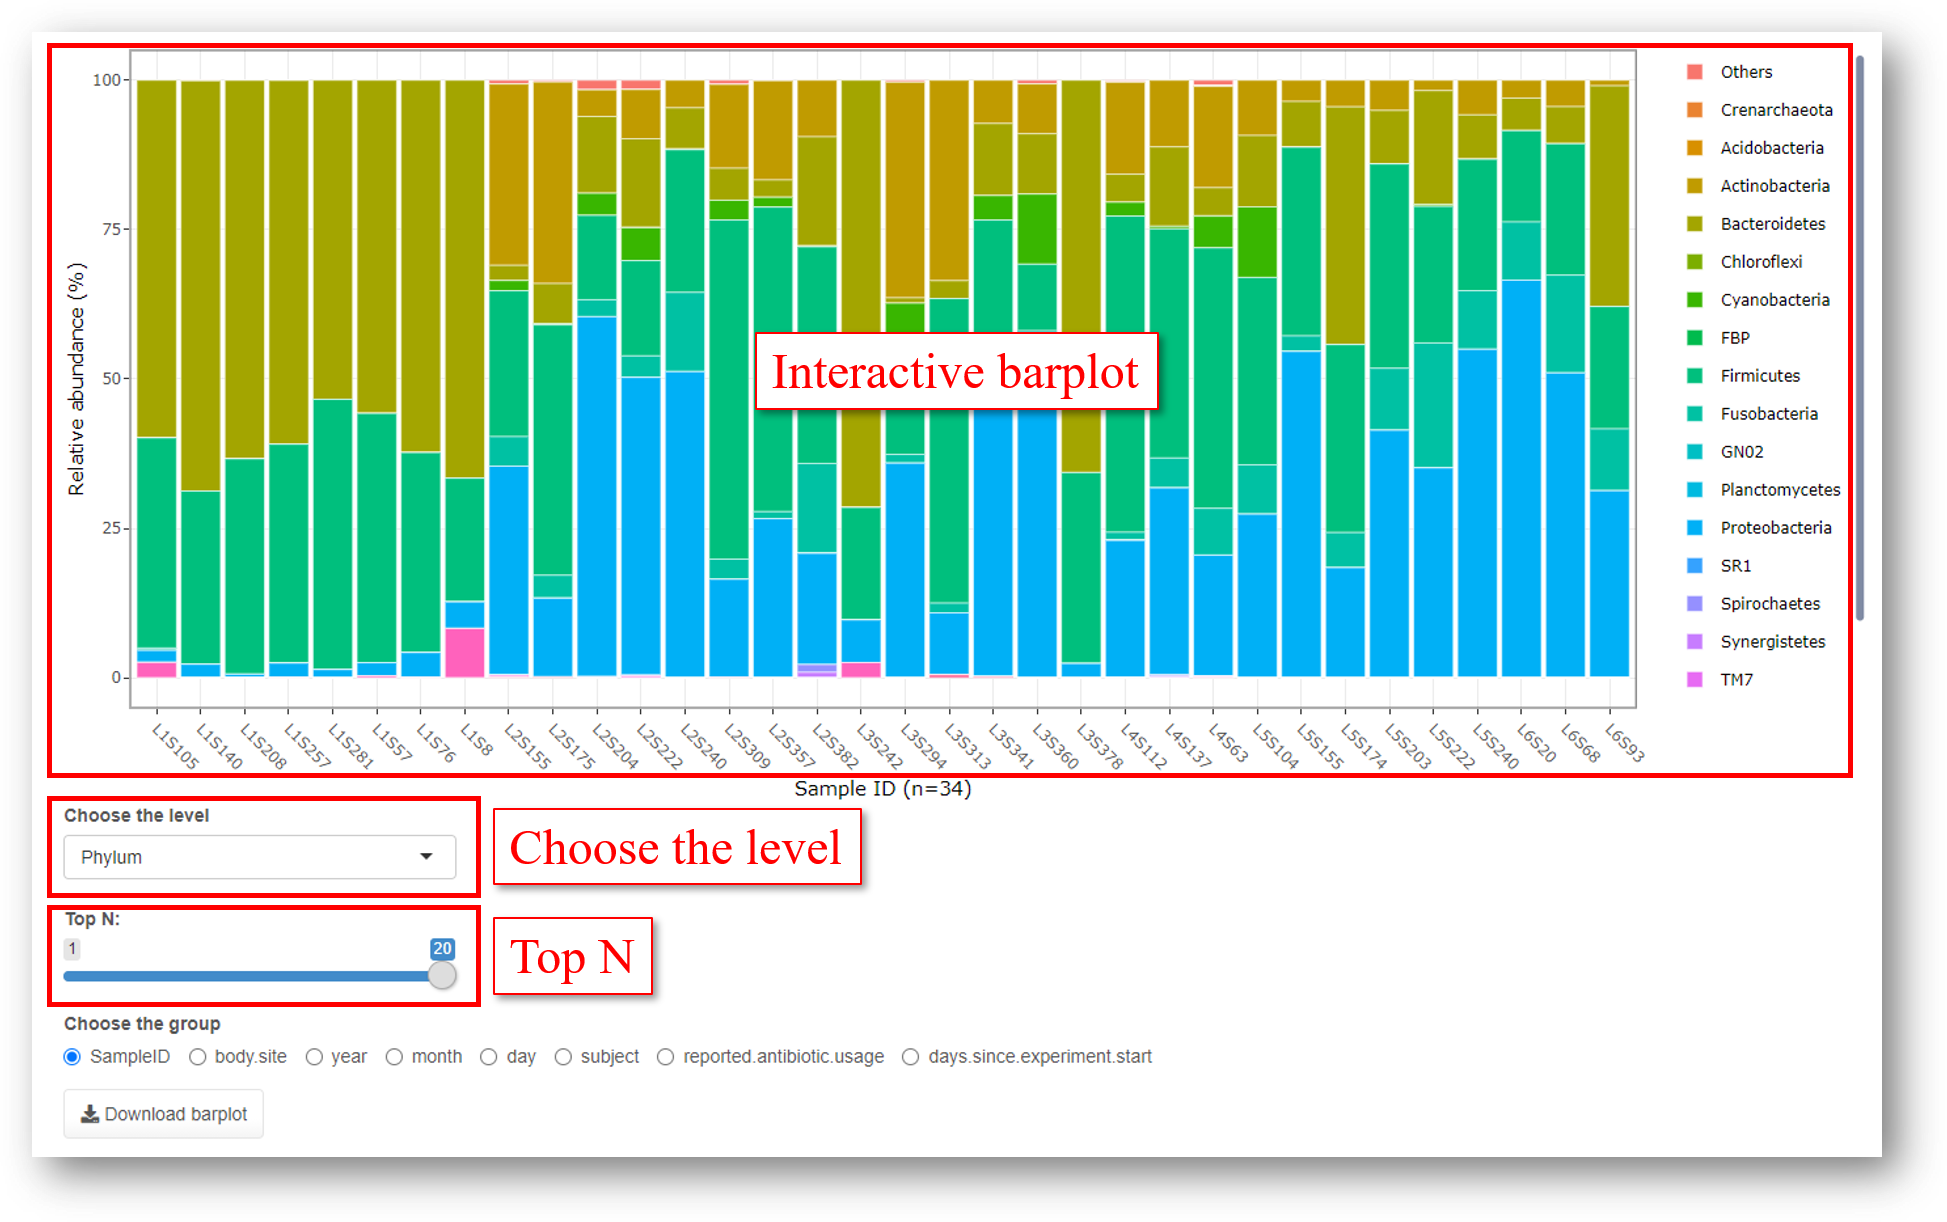 100
75
50
25
0
Relative abundance (%)
Interactive barplot
Others
Crenarchaeota
Acidobacteria
Actinobacteria
Bacteroidetes
Chloroflexi
Cyanobacteria
FBP
Firmicutes
Fusobacteria
GN02
Planctomycetes
Proteobacteria
SR1
Spirochaetes
Synergistetes
TM7
L1S105
L1S140
L1S208
L1S257
L1S281
L1S57
L1S76
L1S8
L2S155
L2S175
L2S204
L2S222
L2S240
L2S309
L2S357
L2S382
L3S242
L3S294
L3S313
L3S341
L3S360
L3S378
L4S112
L4S137
L4S63
L5S104
L5S155
L5S174
L5S203
L5S222
L5S240
L6S20
L6S68
L6S93
Sample ID (n=34)
Choose the level
Phylum
Choose the level
Top N:
1 20
Top N
Choose the group
SampleID body.site year month day subject reported.antibiotic.usage days.since.experiment.start
Download barplot